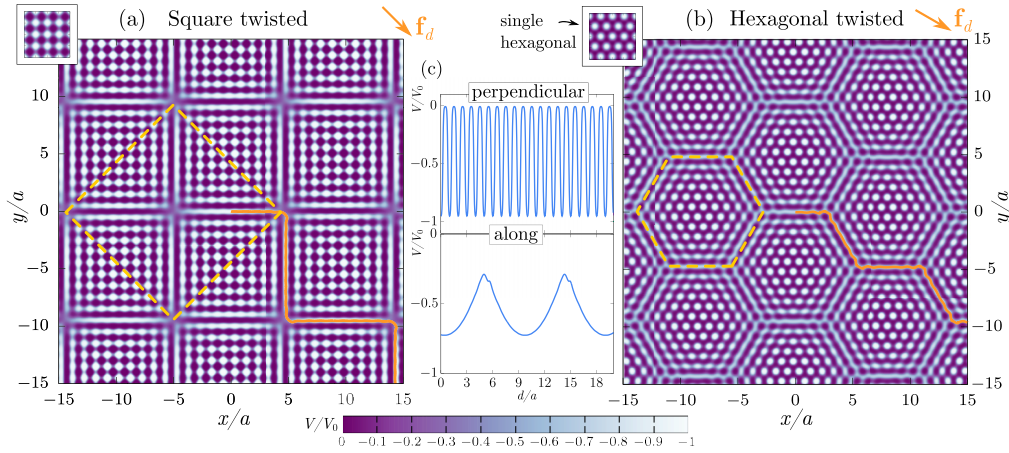 (a) Square twisted
f_d
single
hexagonal
(b) Hexagonal twisted
f_d
(c)
perpendicular
V/V_0
0
−0.5
−1
along
V/V_0
−0.5
−1
0 3 6 9 12 15 18
d/a
10
5
0
−5
−10
−15
y/a
−15 −10 −5 0 5 10 15
x/a
15
10
5
0
−5
−10
−15
y/a
−15 −10 −5 0 5 10 15
x/a
V/V_0
0 −0.1 −0.2 −0.3 −0.4 −0.5 −0.6 −0.7 −0.8 −0.9 −1